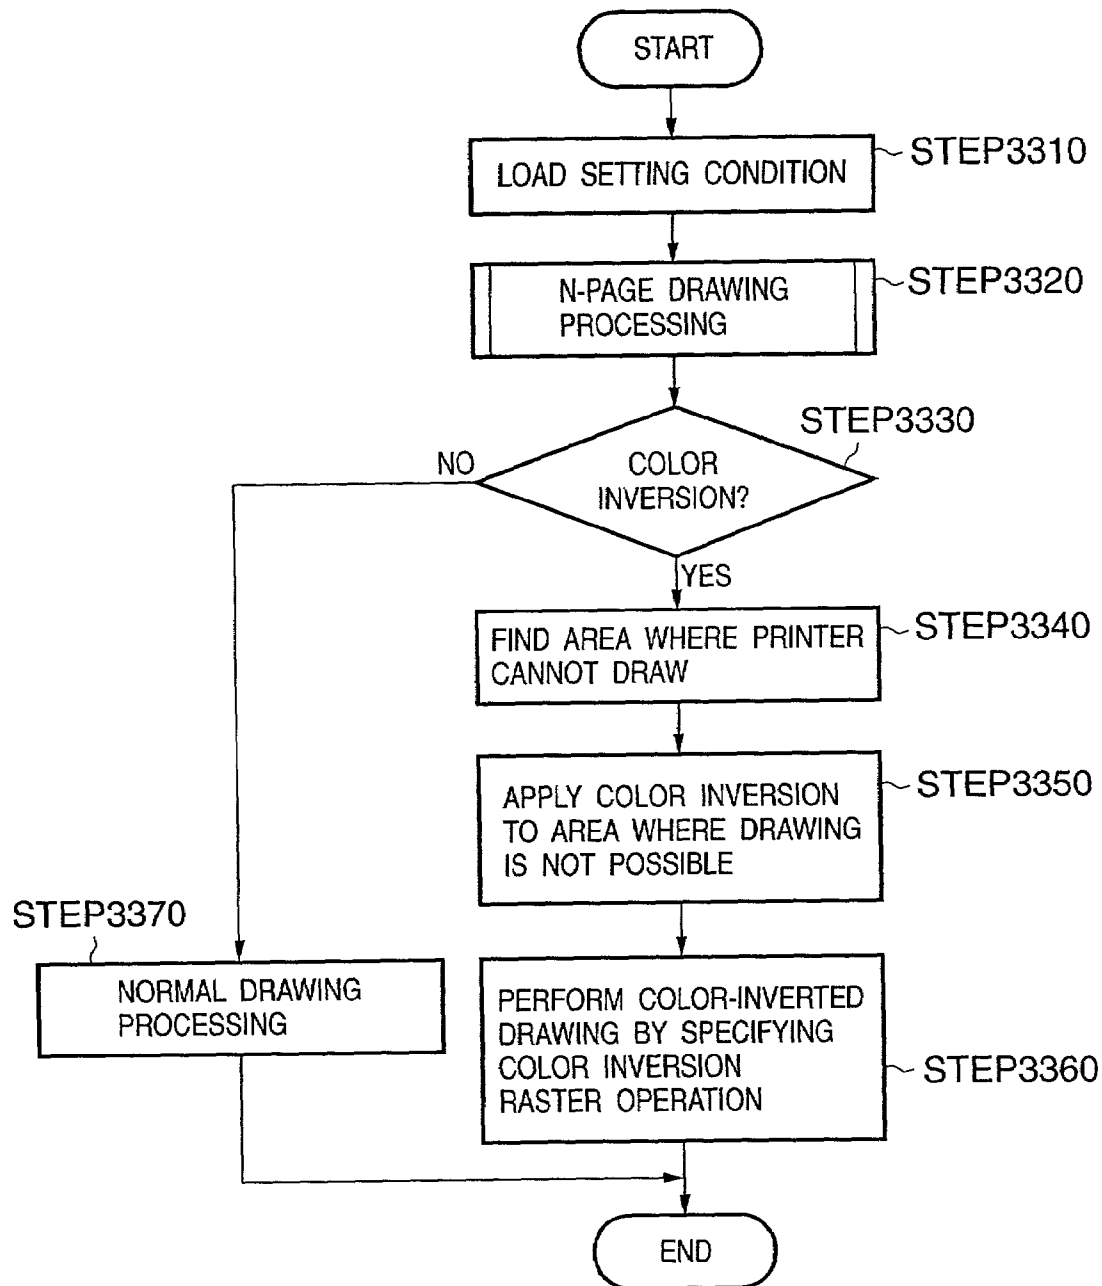 START
LOAD SETTING CONDITION
STEP3310
N-PAGE DRAWING
PROCESSING
STEP3320
COLOR
INVERSION?
STEP3330
NO
YES
FIND AREA WHERE PRINTER
CANNOT DRAW
STEP3340
APPLY COLOR INVERSION
TO AREA WHERE DRAWING
IS NOT POSSIBLE
STEP3350
STEP3370
NORMAL DRAWING
PROCESSING
PERFORM COLOR-INVERTED
DRAWING BY SPECIFYING
COLOR INVERSION
RASTER OPERATION
STEP3360
END